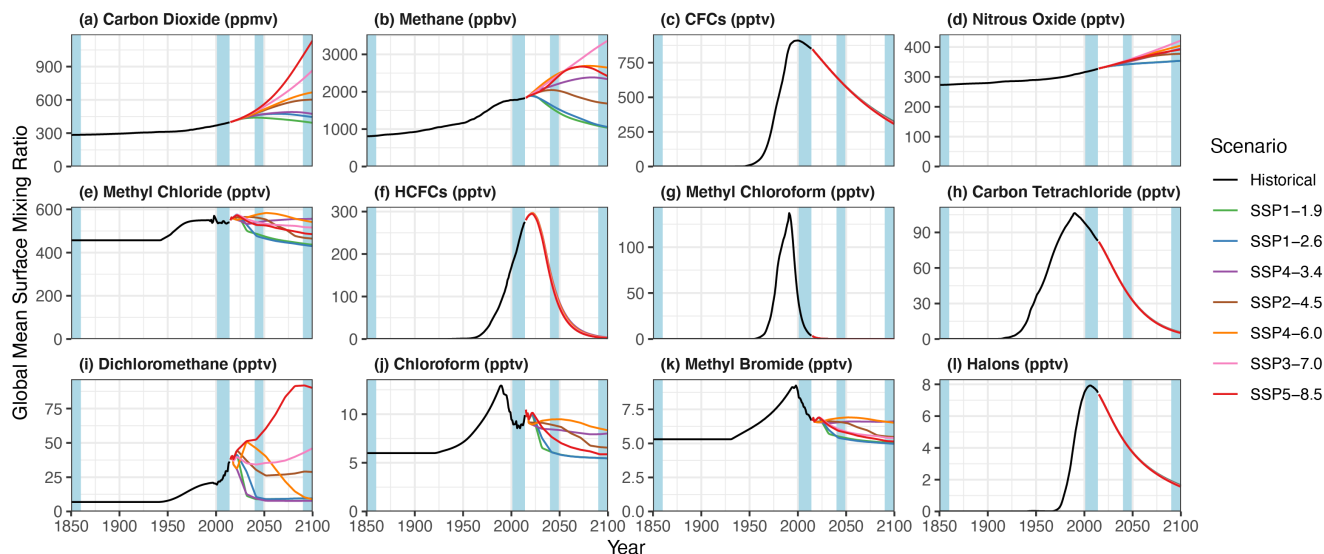 (a) Carbon Dioxide (ppmv)
(b) Methane (ppbv)
(c) CFCs (pptv)
(d) Nitrous Oxide (pptv)
900
600
300
0
3000
2000
1000
0
750
500
250
0
400
300
200
100
0
(e) Methyl Chloride (pptv)
(f) HCFCs (pptv)
(g) Methyl Chloroform (pptv)
(h) Carbon Tetrachloride (pptv)
600
400
200
0
300
200
100
0
100
50
0
90
60
30
0
(i) Dichloromethane (pptv)
(j) Chloroform (pptv)
(k) Methyl Bromide (pptv)
(l) Halons (pptv)
75
50
25
0
10
5
0
7.5
5.0
2.5
0.0
8
6
4
2
0
1850 1900 1950 2000 2050 2100
1850 1900 1950 2000 2050 2100
1850 1900 1950 2000 2050 2100
1850 1900 1950 2000 2050 2100
Year
Global Mean Surface Mixing Ratio
Scenario
Historical
SSP1−1.9
SSP1−2.6
SSP4−3.4
SSP2−4.5
SSP4−6.0
SSP3−7.0
SSP5−8.5